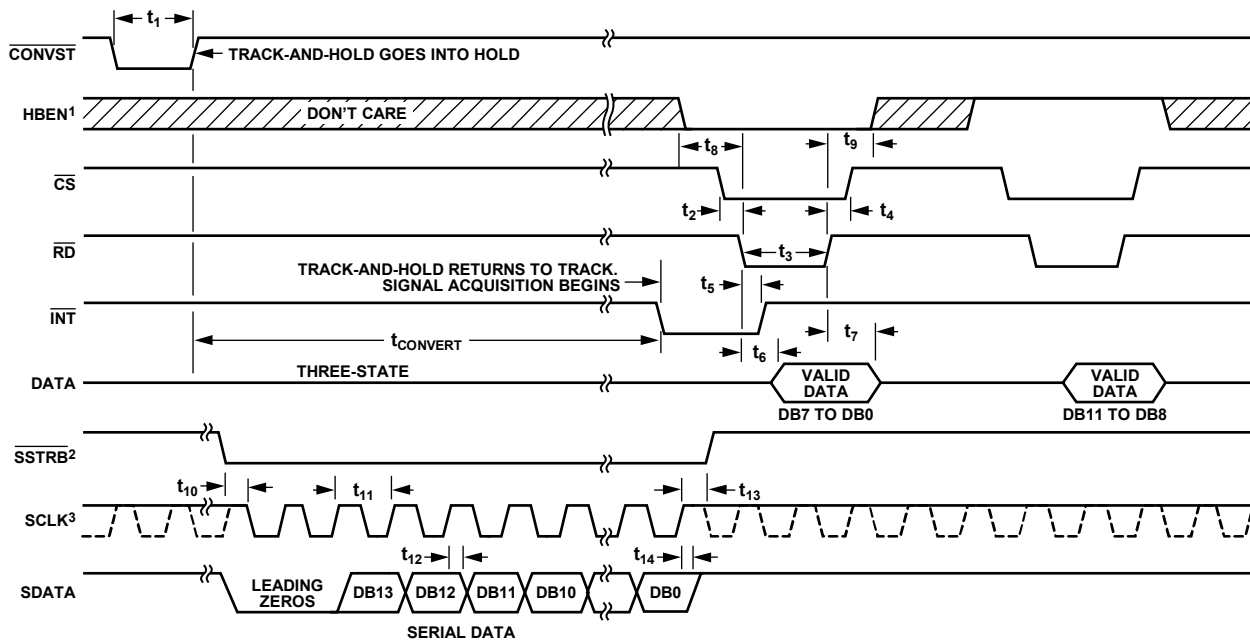 t1
CONVST
TRACK-AND-HOLD GOES INTO HOLD
HBEN1
DON'T CARE
t8
t9
CS
t2
t4
RD
t3
TRACK-AND-HOLD RETURNS TO TRACK.
SIGNAL ACQUISITION BEGINS
t5
INT
tCONVERT
t7
t6
DATA
THREE-STATE
VALID
DATA
VALID
DATA
DB7 TO DB0
DB11 TO DB8
SSTRB2
t10
t11
t13
SCLK3
t12
t14
SDATA
LEADING
ZEROS
DB13
DB12
DB11
DB10
DB0
SERIAL DATA